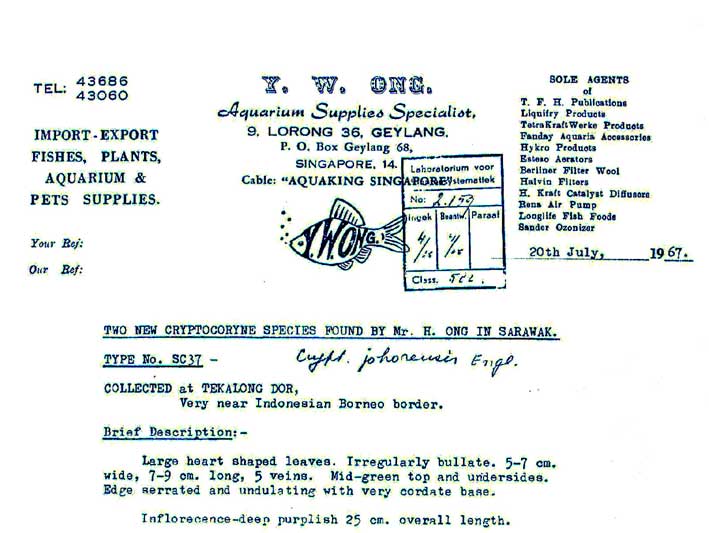 TEL: 43686
43060
IMPORT-EXPORT
FISHES, PLANTS,
AQUARIUM &
PETS SUPPLIES.
Your Ref:
Our Ref:
Y. W. ONG.
Aquarium Supplies Specialist,
9, LORONG 36, GEYLANG.
P. O. Box Geylang 68,
SINGAPORE, 14.
Cable: "AQUAKING SINGAPORE"
Y.W.ONG.
Laboratorium voor
No:
Ingek Beantw. Paraaf
Class.
SOLE AGENTS
of
T. F. H. Publications
Liquifry Products
TetraKraftWerke Products
Fanday Aquaria Accessories
Hykro Products
Esteso Aerators
Berliner Filter Wool
Halvin Filters
H. Kraft Catalyst Diffusors
Rena Air Pump
Longlife Fish Foods
Sander Ozonizer
20th July, 1967.
TWO NEW CRYPTOCORYNE SPECIES FOUND BY Mr. H. ONG IN SARAWAK.
TYPE No. SC37 - Crypt. johorensis Engl.
COLLECTED at TEKALONG DOR,
Very near Indonesian Borneo border.
Brief Description:-
Large heart shaped leaves. Irregularly bullate. 5-7 cm.
wide, 7-9 cm. long, 5 veins. Mid-green top and undersides.
Edge serrated and undulating with very cordate base.
Inflorecence-deep purplish 25 cm. overall length.